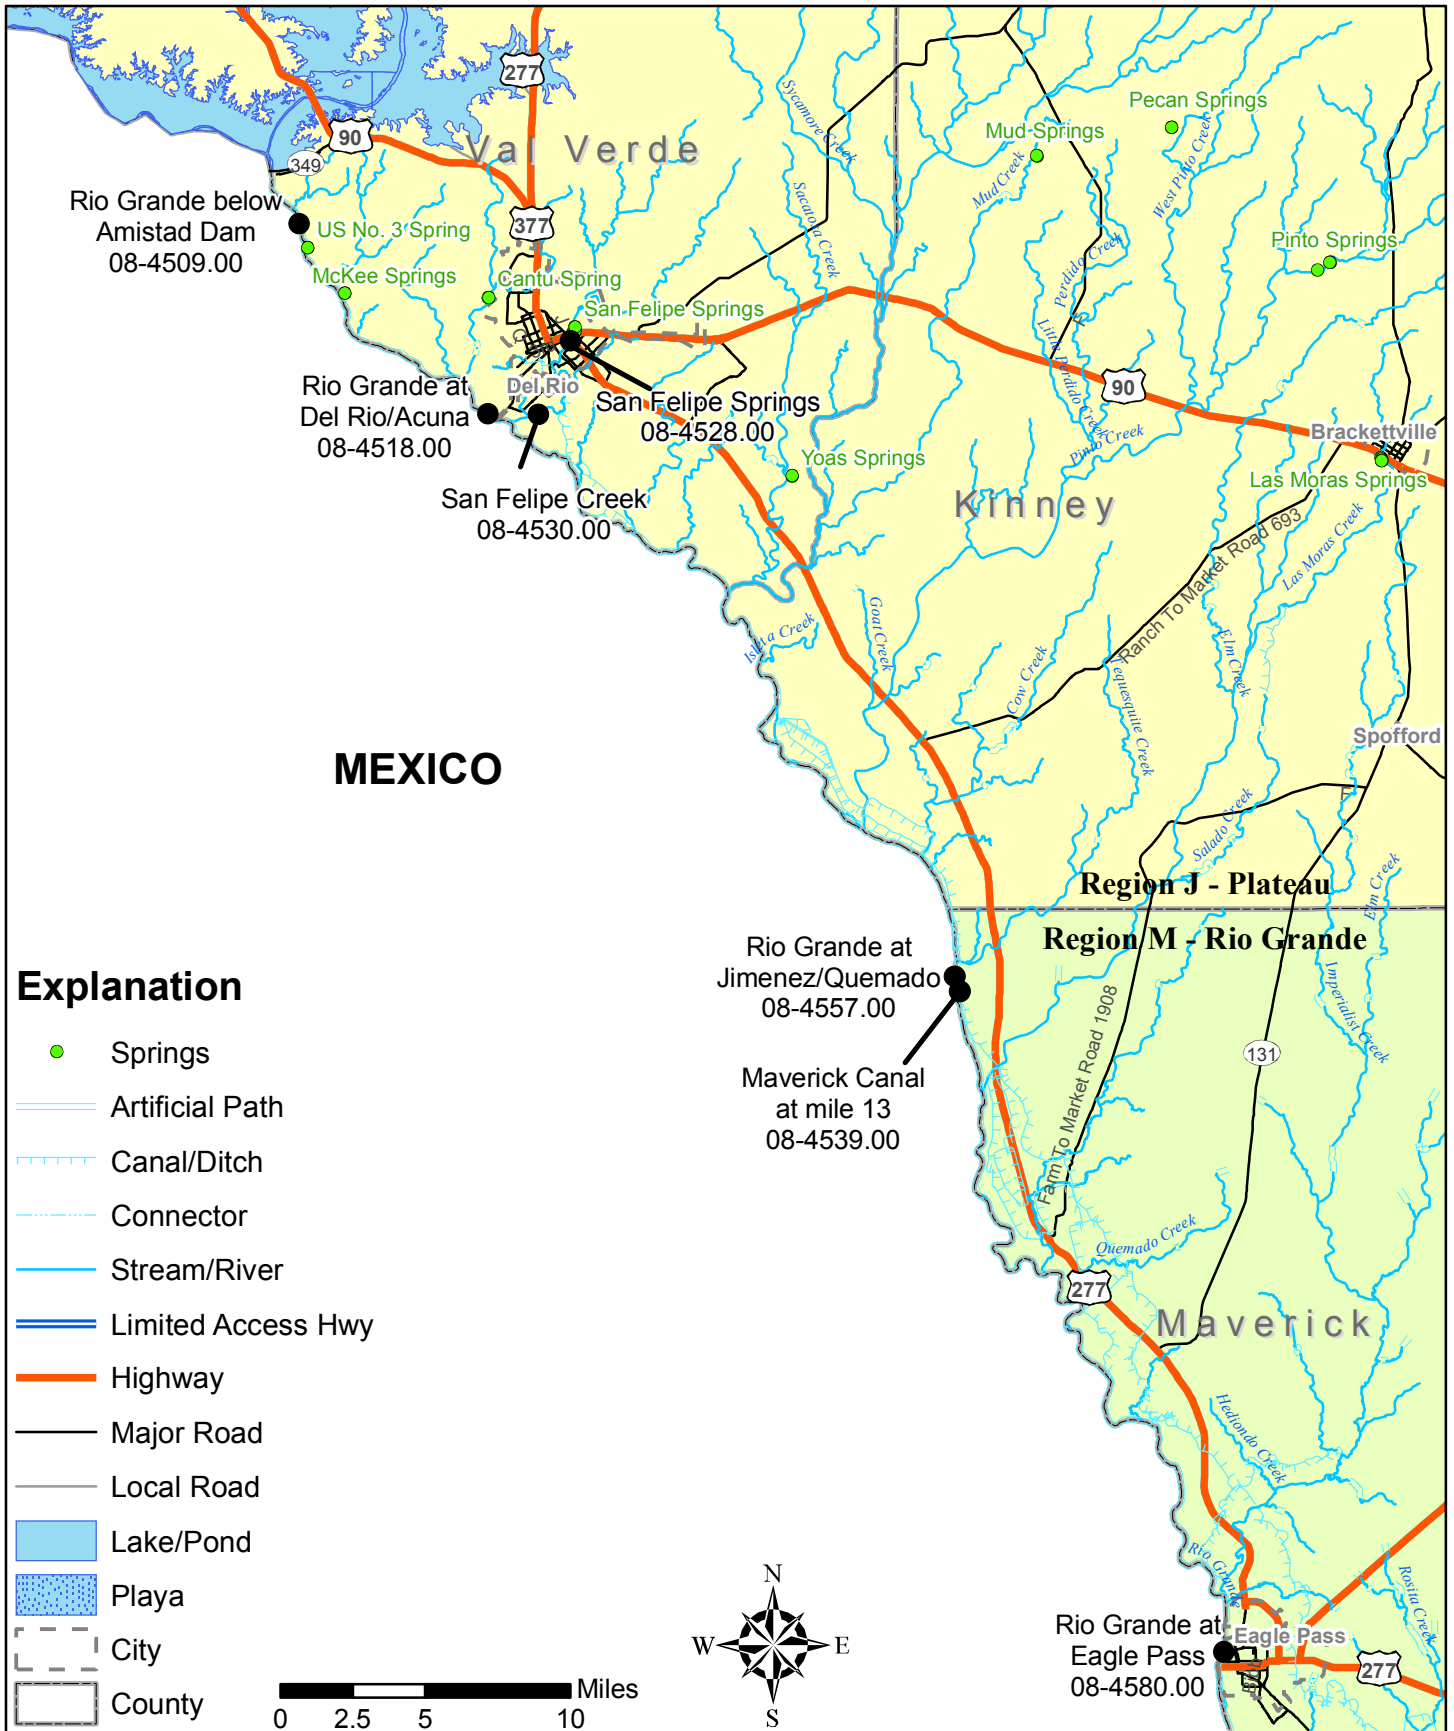 277
90
349
Val Verde
Sycamore Creek
Pecan Springs
Mud Springs
Mud Creek
West Pinto Creek
Rio Grande below
Amistad Dam
08-4509.00
US No. 3 Spring
377
Sacatosa Creek
Perdido Creek
Pinto Springs
McKee Springs
Cantu Spring
San Felipe Springs
Little Perdido Creek
Rio Grande at
Del Rio/Acuna
08-4518.00
Del Rio
San Felipe Springs
08-4528.00
90
Pinto Creek
Brackettville
Yoas Springs
Las Moras Springs
San Felipe Creek
08-4530.00
Kinney
Ranch To Market Road 693
Las Moras Creek
Isleta Creek
Goat Creek
Cow Creek
Tequesquite Creek
Elm Creek
Spofford
MEXICO
Salado Creek
Elm Creek
Region J - Plateau
Region M - Rio Grande
Rio Grande at
Jimenez/Quemado
08-4557.00
Imperialist Creek
Farm To Market Road 1908
131
Maverick Canal
at mile 13
08-4539.00
Quemado Creek
277
Maverick
Hediondo Creek
Rio Grande
Rosita Creek
Rio Grande at
Eagle Pass
08-4580.00
Eagle Pass
277
Explanation
Springs
Artificial Path
Canal/Ditch
Connector
Stream/River
Limited Access Hwy
Highway
Major Road
Local Road
Lake/Pond
Playa
City
County
Miles
0 2.5 5 10
N
W E
S